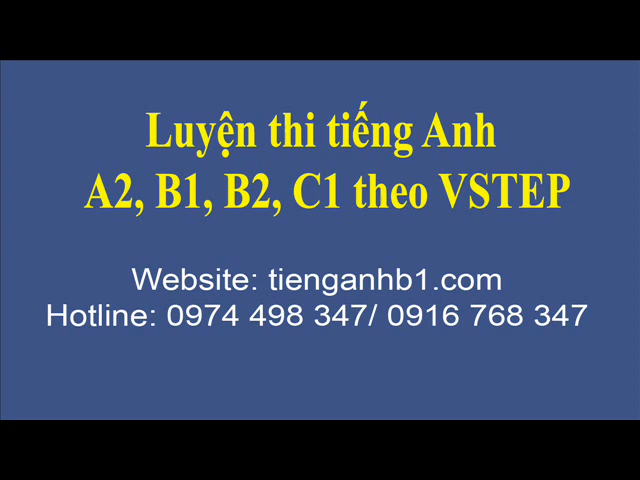 Luyện thi tiếng Anh
A2, B1, B2, C1 theo VSTEP
Website: tienganhb1.com
Hotline: 0974 498 347/ 0916 768 347